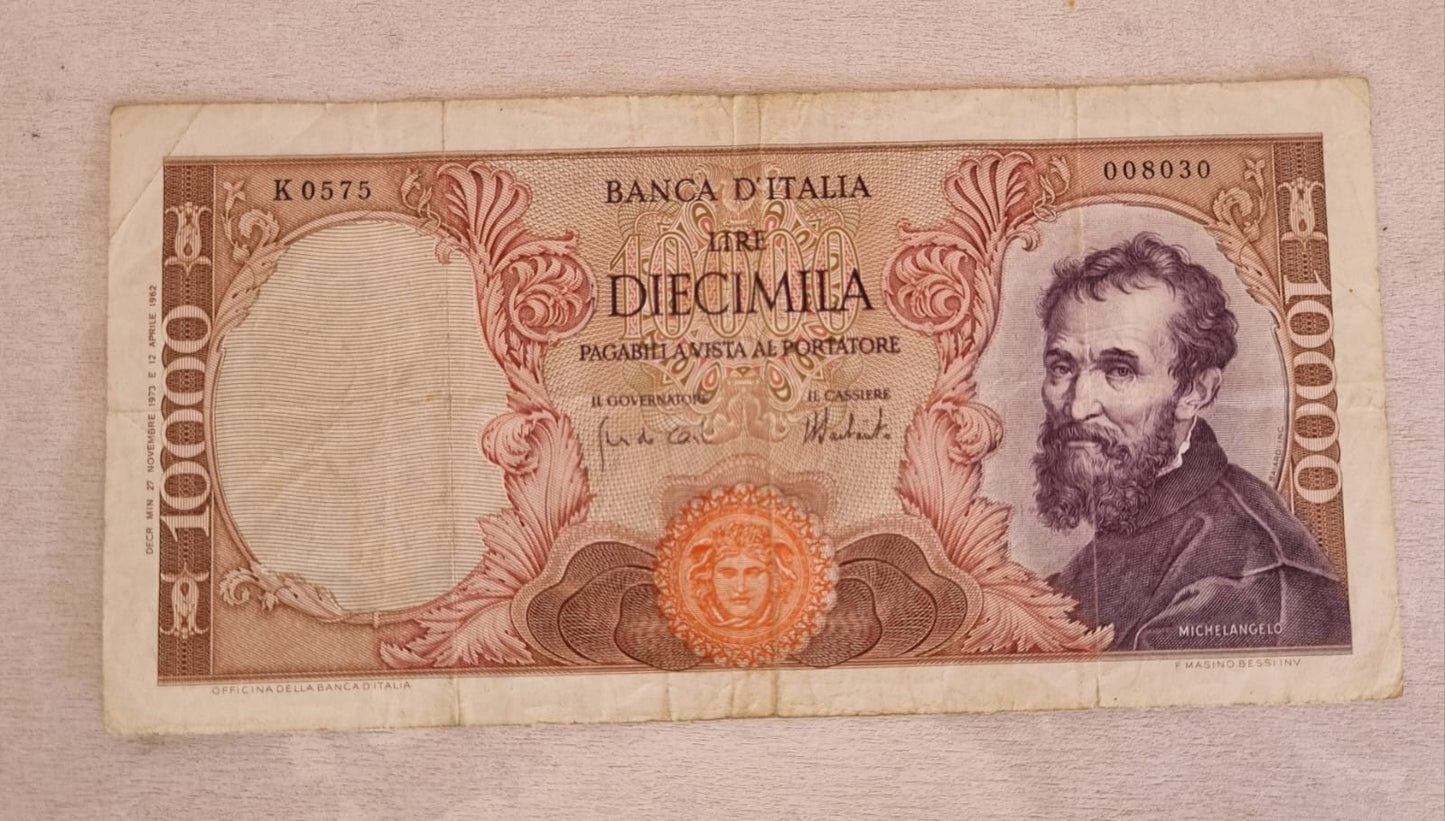 K 0575
BANCA D'ITALIA
008030
LIRE
10000
DIECIMILA
PAGABILI A VISTA AL PORTATORE
IL GOVERNATORE
IL CASSIERE
10000
10000
DECR. MIN. 27 NOVEMBRE 1973 E 12 APRILE 1962
MICHELANGELO
OFFICINA DELLA BANCA D'ITALIA
F. MASINO BESSI INV.